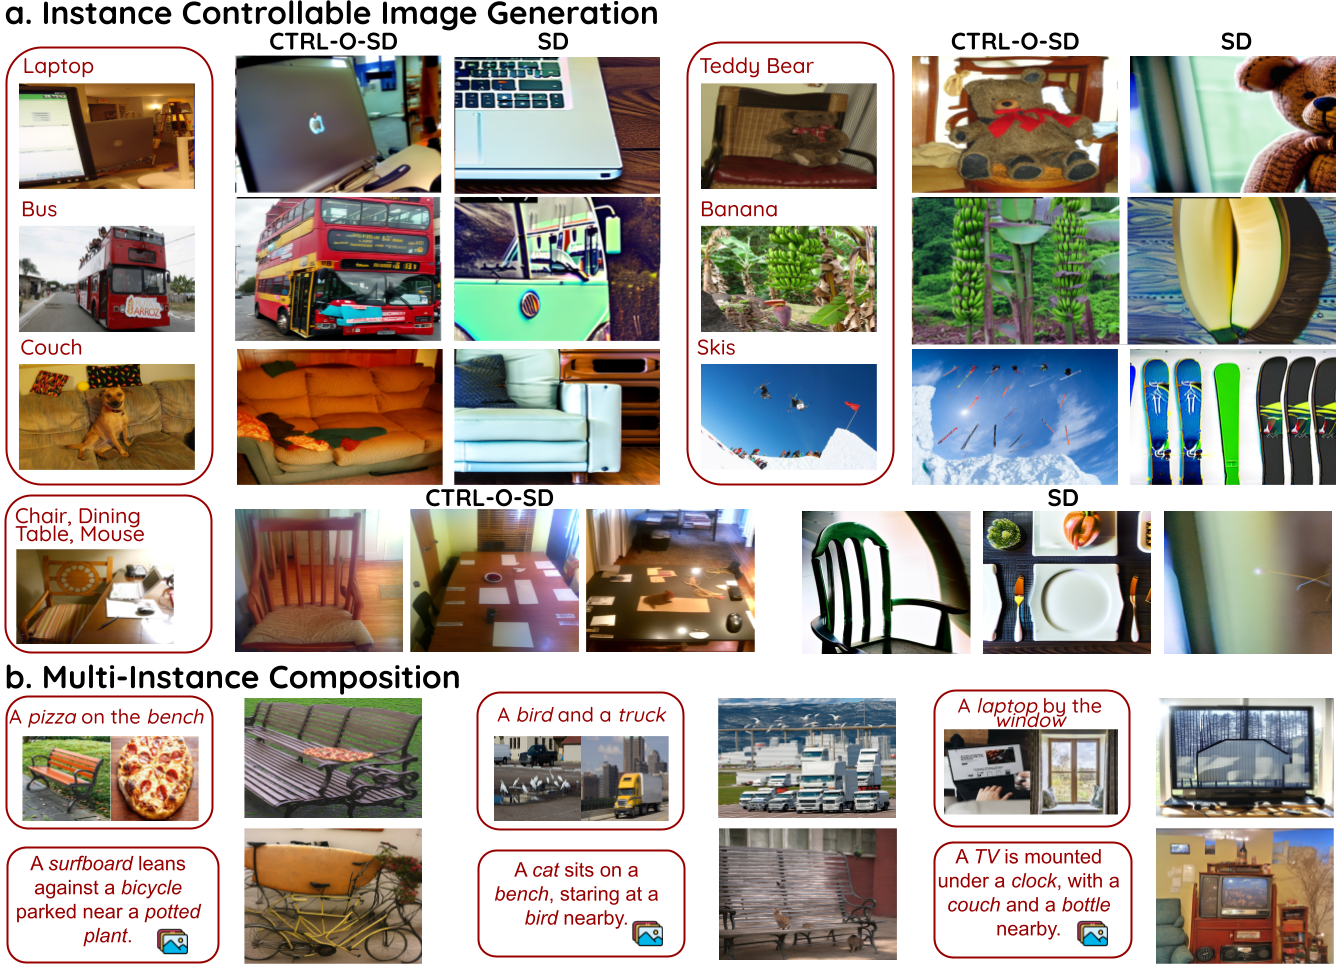 a. Instance Controllable Image Generation
CTRL-O-SD
SD
CTRL-O-SD
SD
Laptop
Teddy Bear
Bus
Banana
ARROZ
Couch
Skis
CTRL-O-SD
SD
Chair, Dining
Table, Mouse
b. Multi-Instance Composition
A pizza on the bench
A bird and a truck
A laptop by the
window
A surfboard leans
against a bicycle
parked near a potted
plant.
A cat sits on a
bench, staring at a
bird nearby.
A TV is mounted
under a clock, with a
couch and a bottle
nearby.